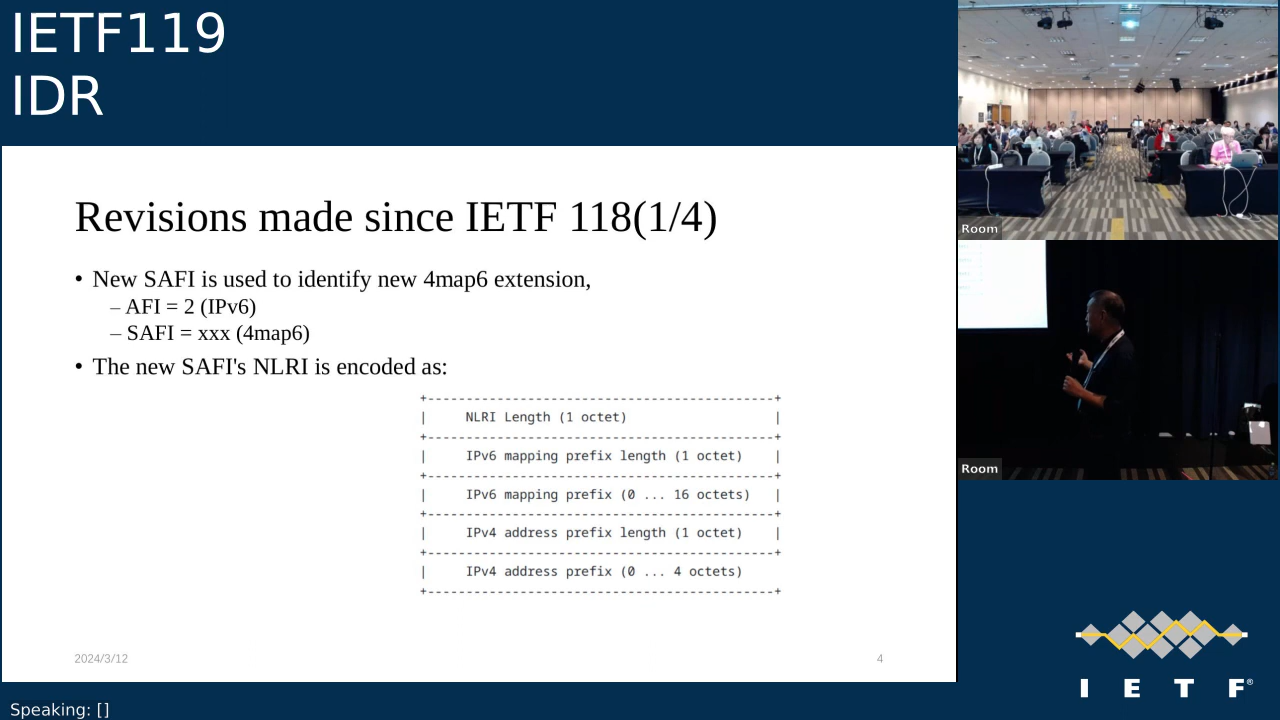 IETF119
IDR
Revisions made since IETF 118(1/4)
• New SAFI is used to identify new 4map6 extension,
– AFI = 2 (IPv6)
– SAFI = xxx (4map6)
• The new SAFI's NLRI is encoded as:
+---------------------------------------------+
|     NLRI Length (1 octet)                   |
+---------------------------------------------+
|     IPv6 mapping prefix length (1 octet)    |
+---------------------------------------------+
|     IPv6 mapping prefix (0 ... 16 octets)   |
+---------------------------------------------+
|     IPv4 address prefix length (1 octet)    |
+---------------------------------------------+
|     IPv4 address prefix (0 ... 4 octets)
+---------------------------------------------+
2024/3/12
4
Room
Room
I E T F®
Speaking: []